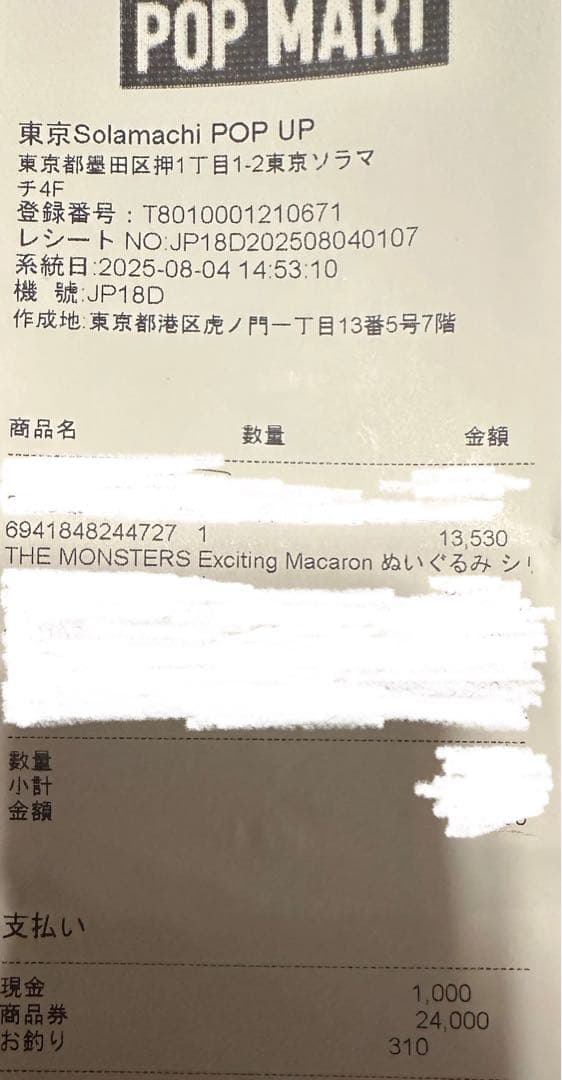 POP MART
東京Solamachi POP UP
東京都墨田区押1丁目1-2東京ソラマ
チ4F
登録番号：T8010001210671
レシート NO:JP18D202508040107
系統日:2025-08-04 14:53:10
機 號:JP18D
作成地:東京都港区虎ノ門一丁目13番5号7階
商品名 数量 金額
6941848244727 1 13,530
THE MONSTERS Exciting Macaron ぬいぐるみ シリ
数量
小計
金額
支払い
現金 1,000
商品券 24,000
お釣り 310